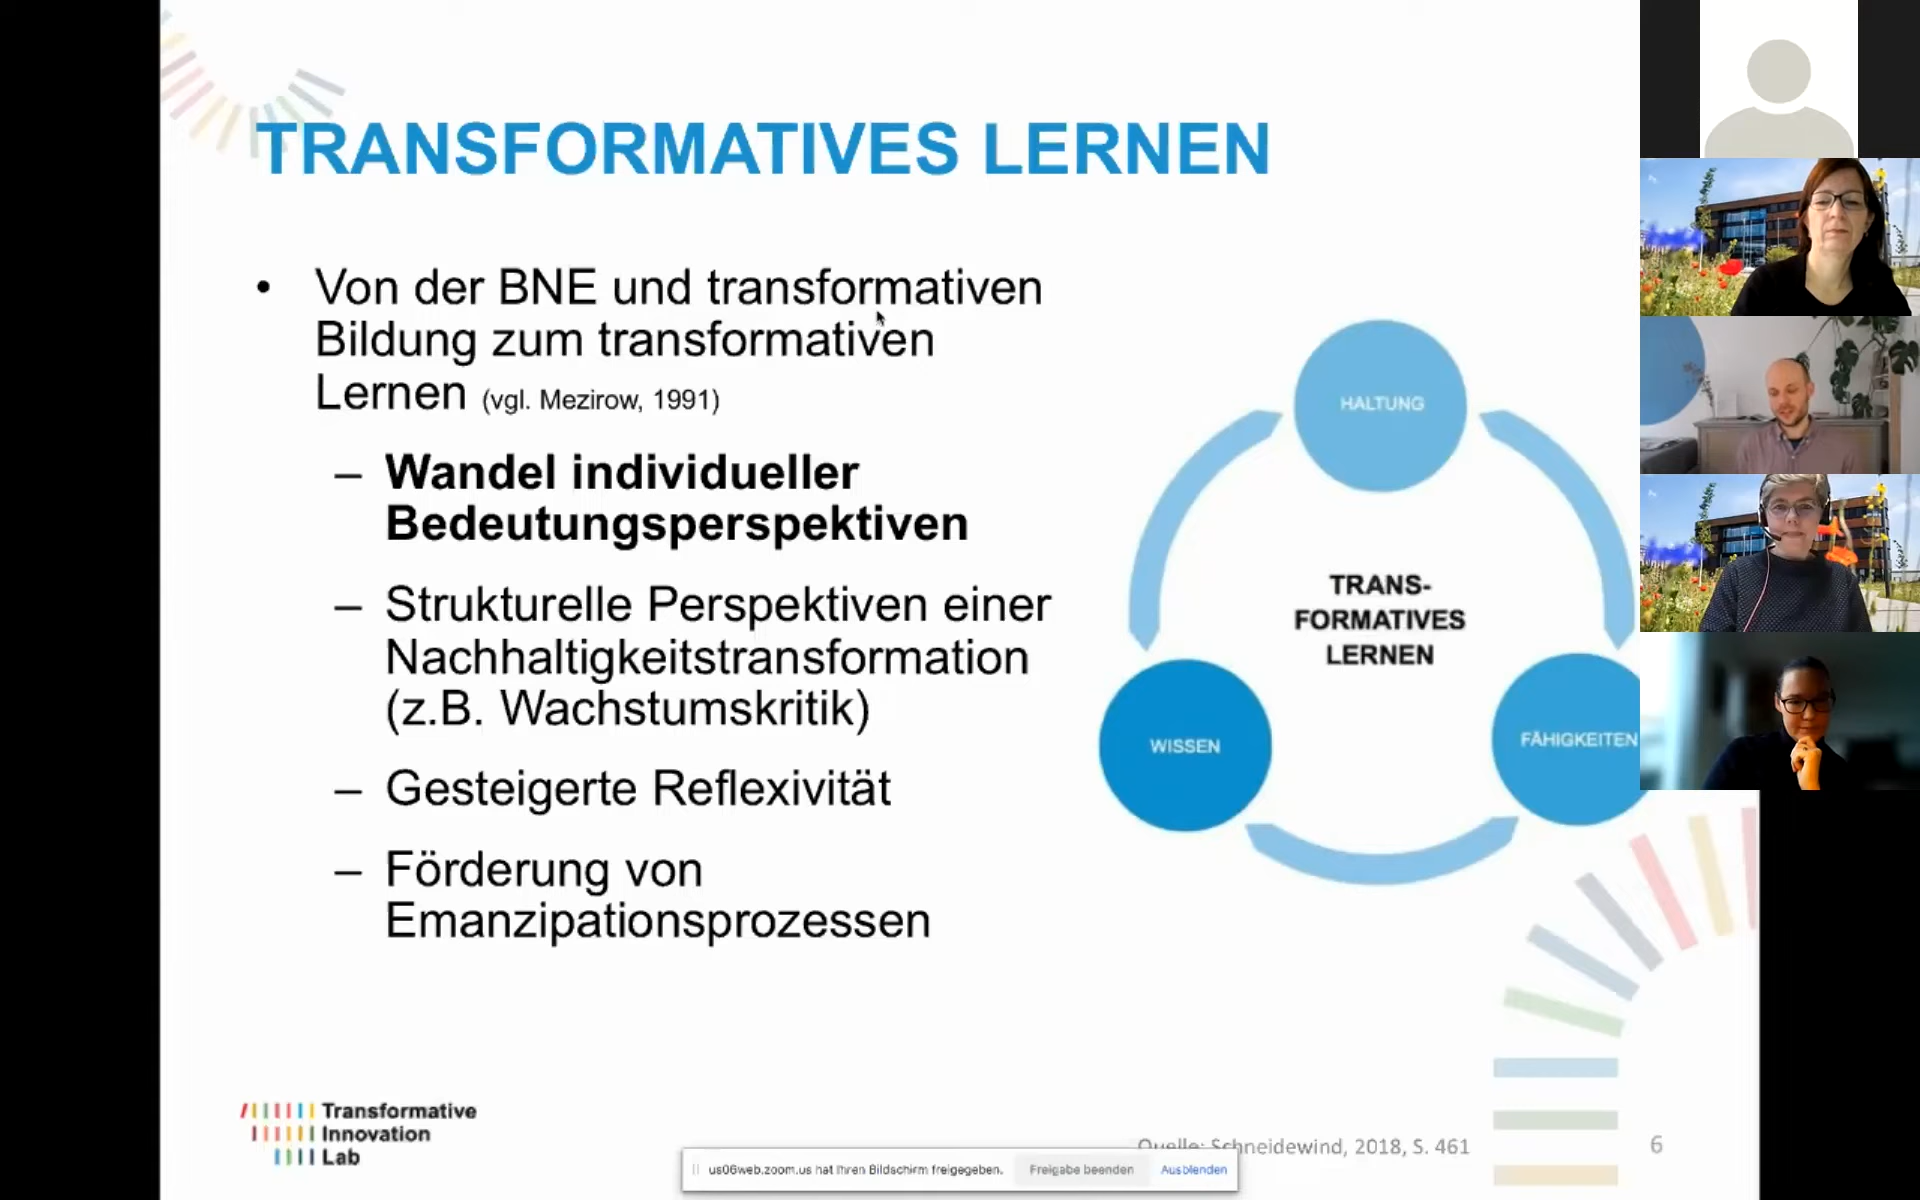 TRANSFORMATIVES LERNEN
• Von der BNE und transformativen
Bildung zum transformativen
Lernen (vgl. Mezirow, 1991)
– Wandel individueller
Bedeutungsperspektiven
– Strukturelle Perspektiven einer
Nachhaltigkeitstransformation
(z.B. Wachstumskritik)
– Gesteigerte Reflexivität
– Förderung von
Emanzipationsprozessen
HALTUNG
TRANS-
FORMATIVES
LERNEN
WISSEN
FÄHIGKEITEN
Transformative
Innovation
Lab
Quelle: Schneidewind, 2018, S. 461
6
us06web.zoom.us hat Ihren Bildschirm freigegeben.
Freigabe beenden
Ausblenden